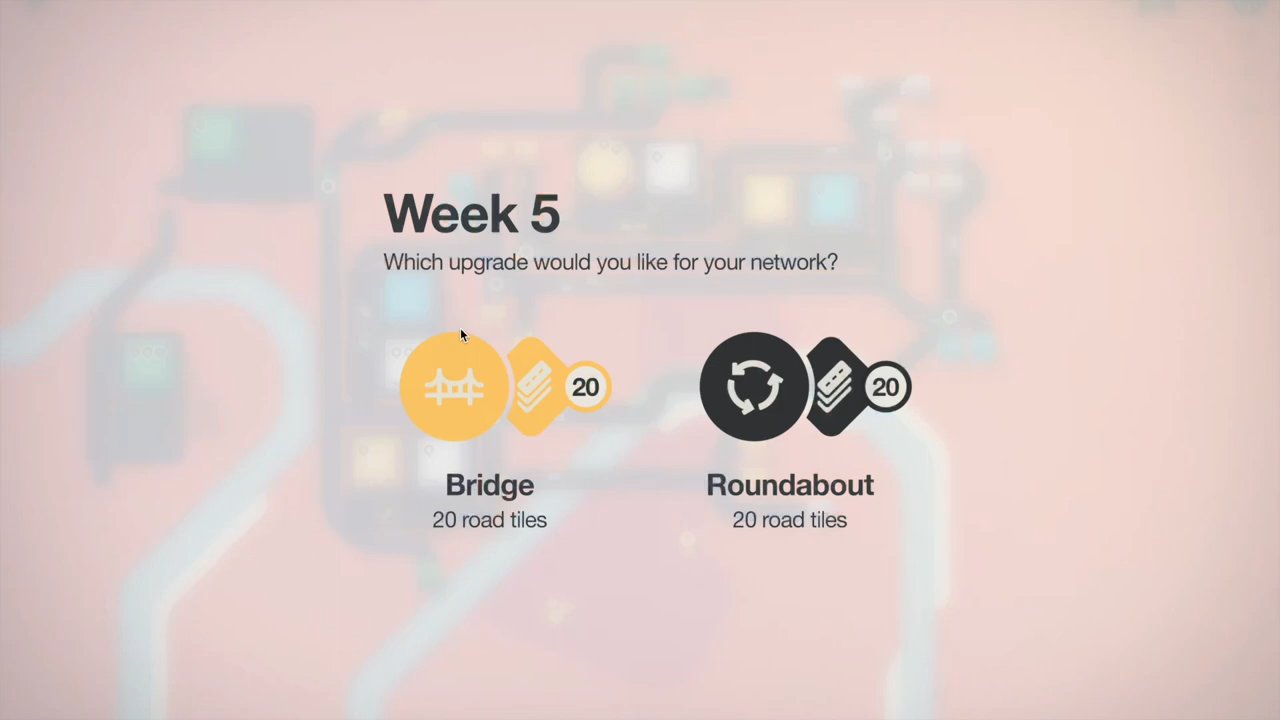 Week 5
Which upgrade would you like for your network?
20
20
Bridge
Roundabout
20 road tiles
20 road tiles